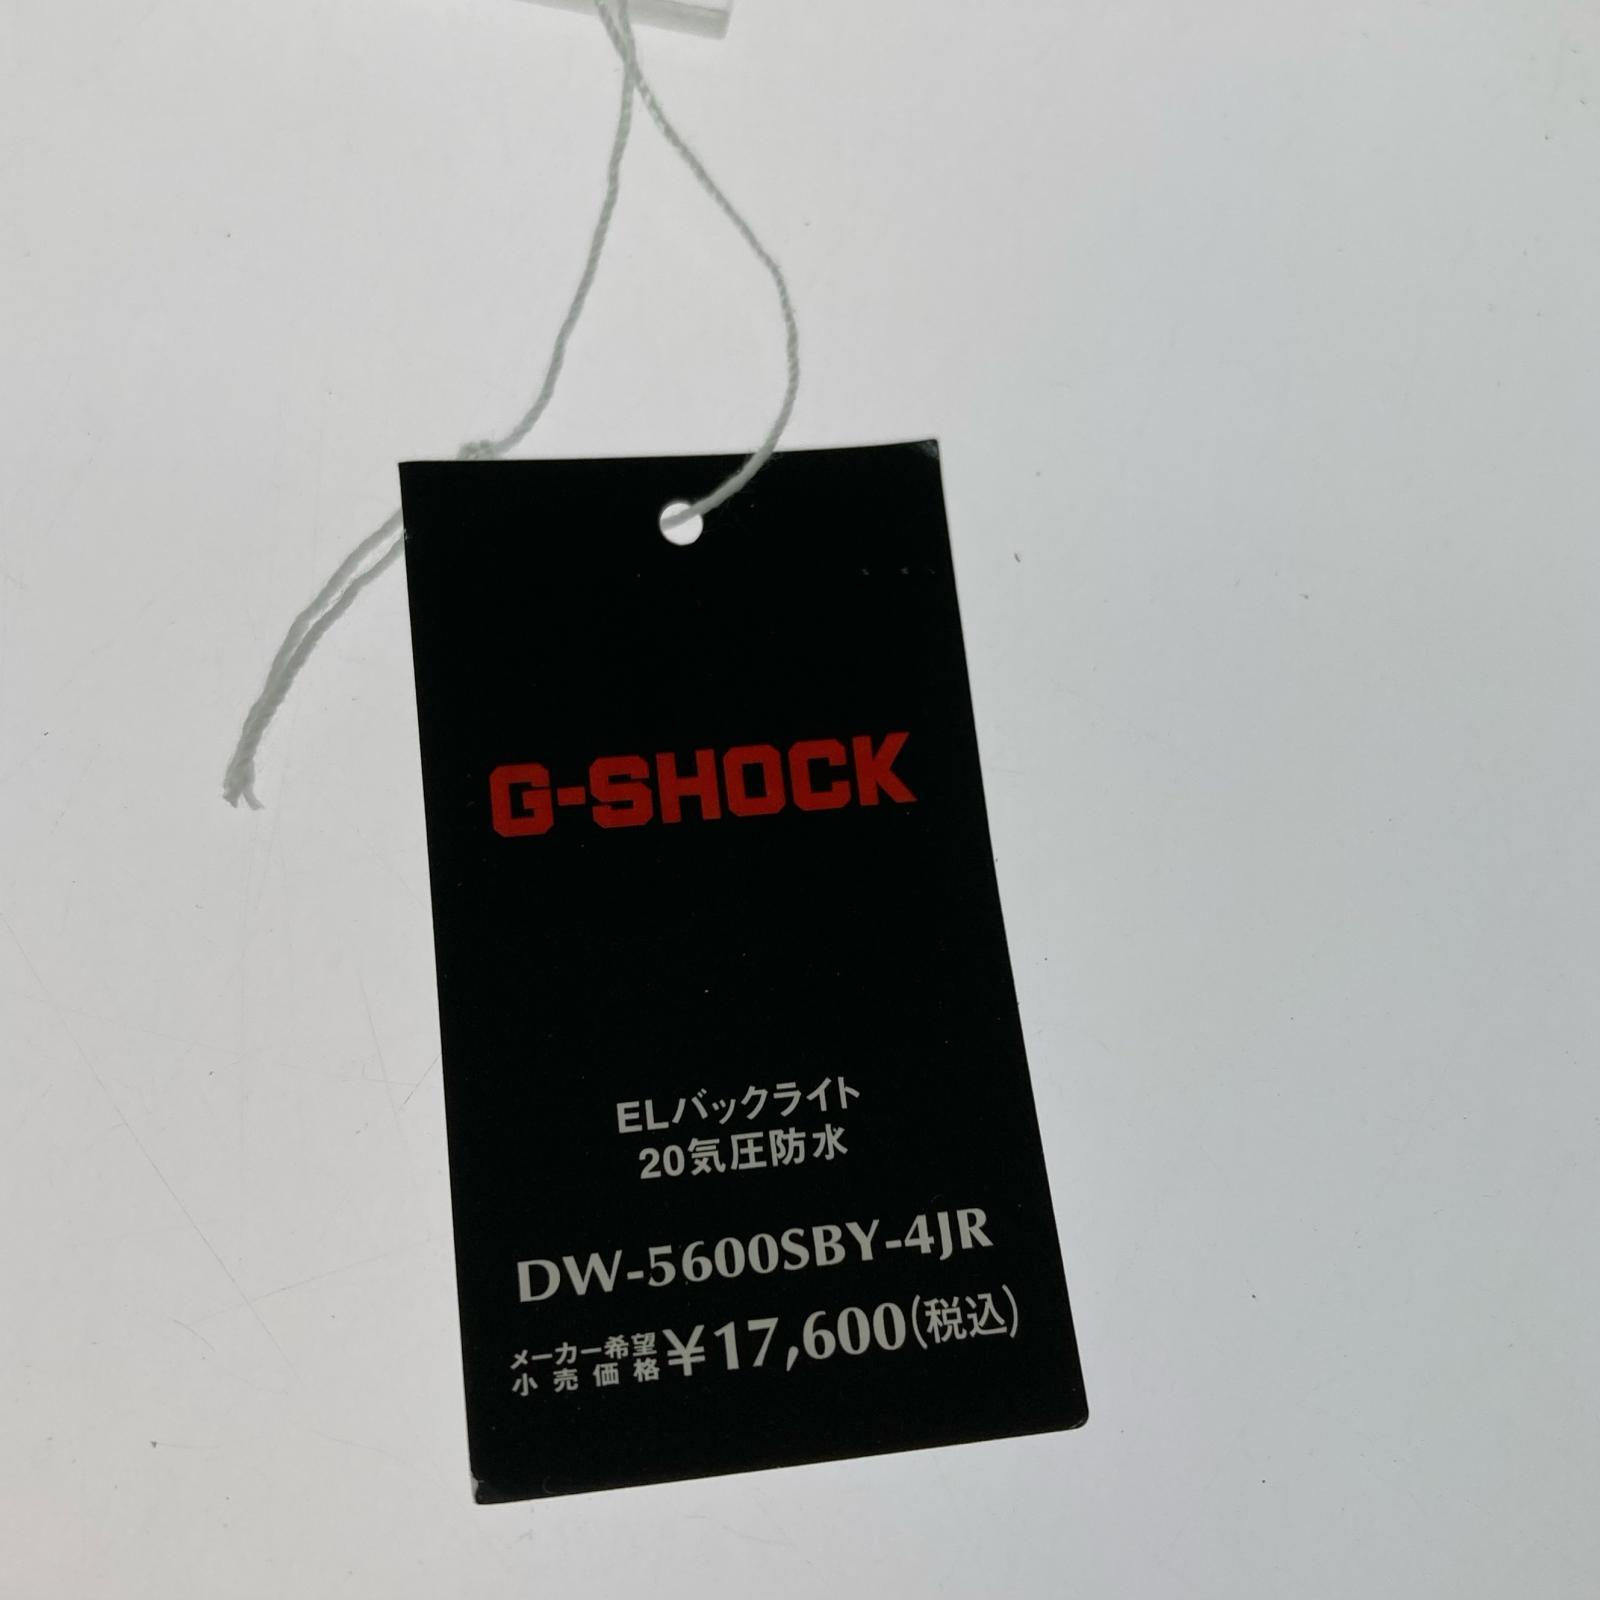 G-SHOCK
ELバックライト
20気圧防水
DW-5600SBY-4JR
メーカー希望
小売価格 ¥17,600(税込)